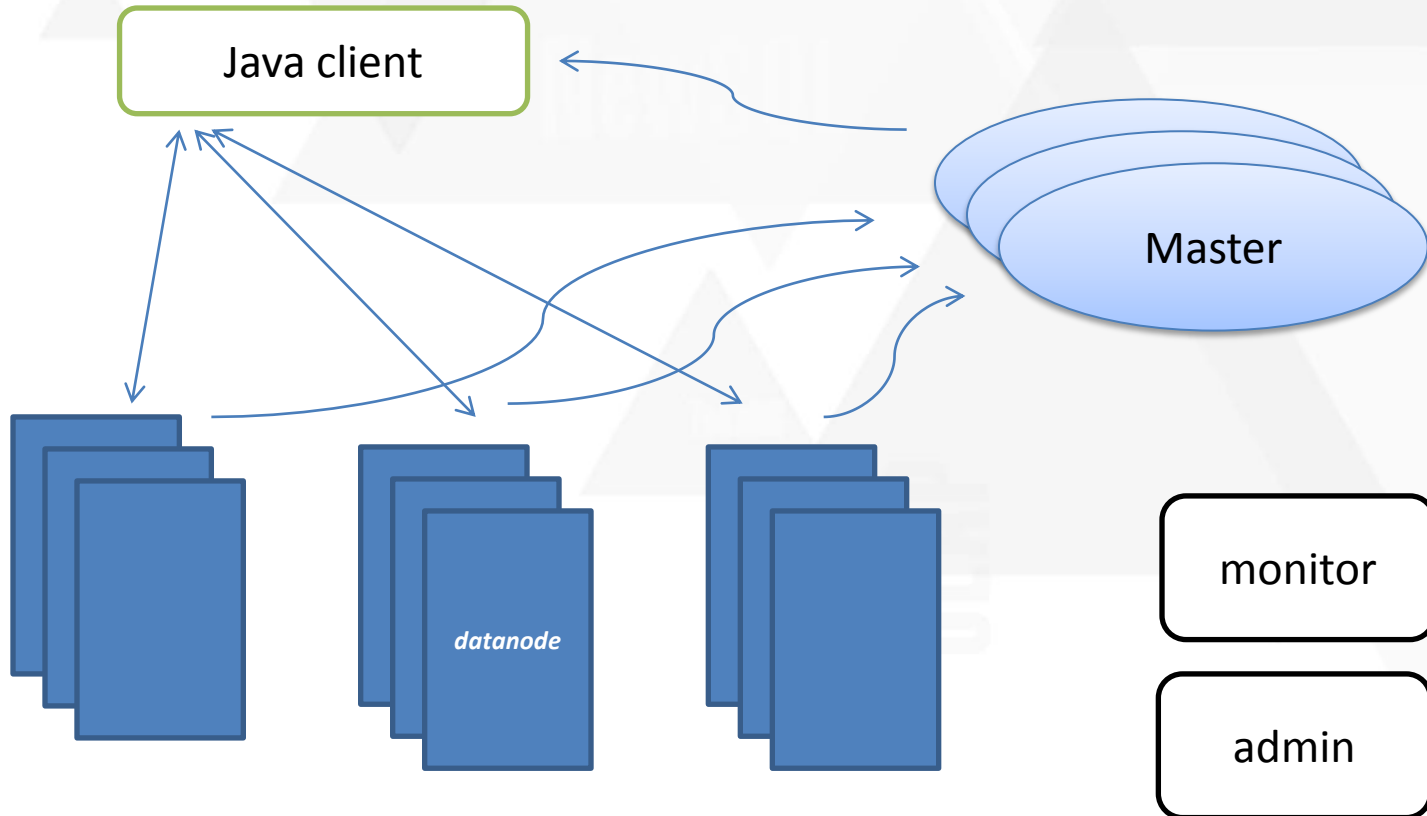 Java client
Master
datanode
monitor
admin